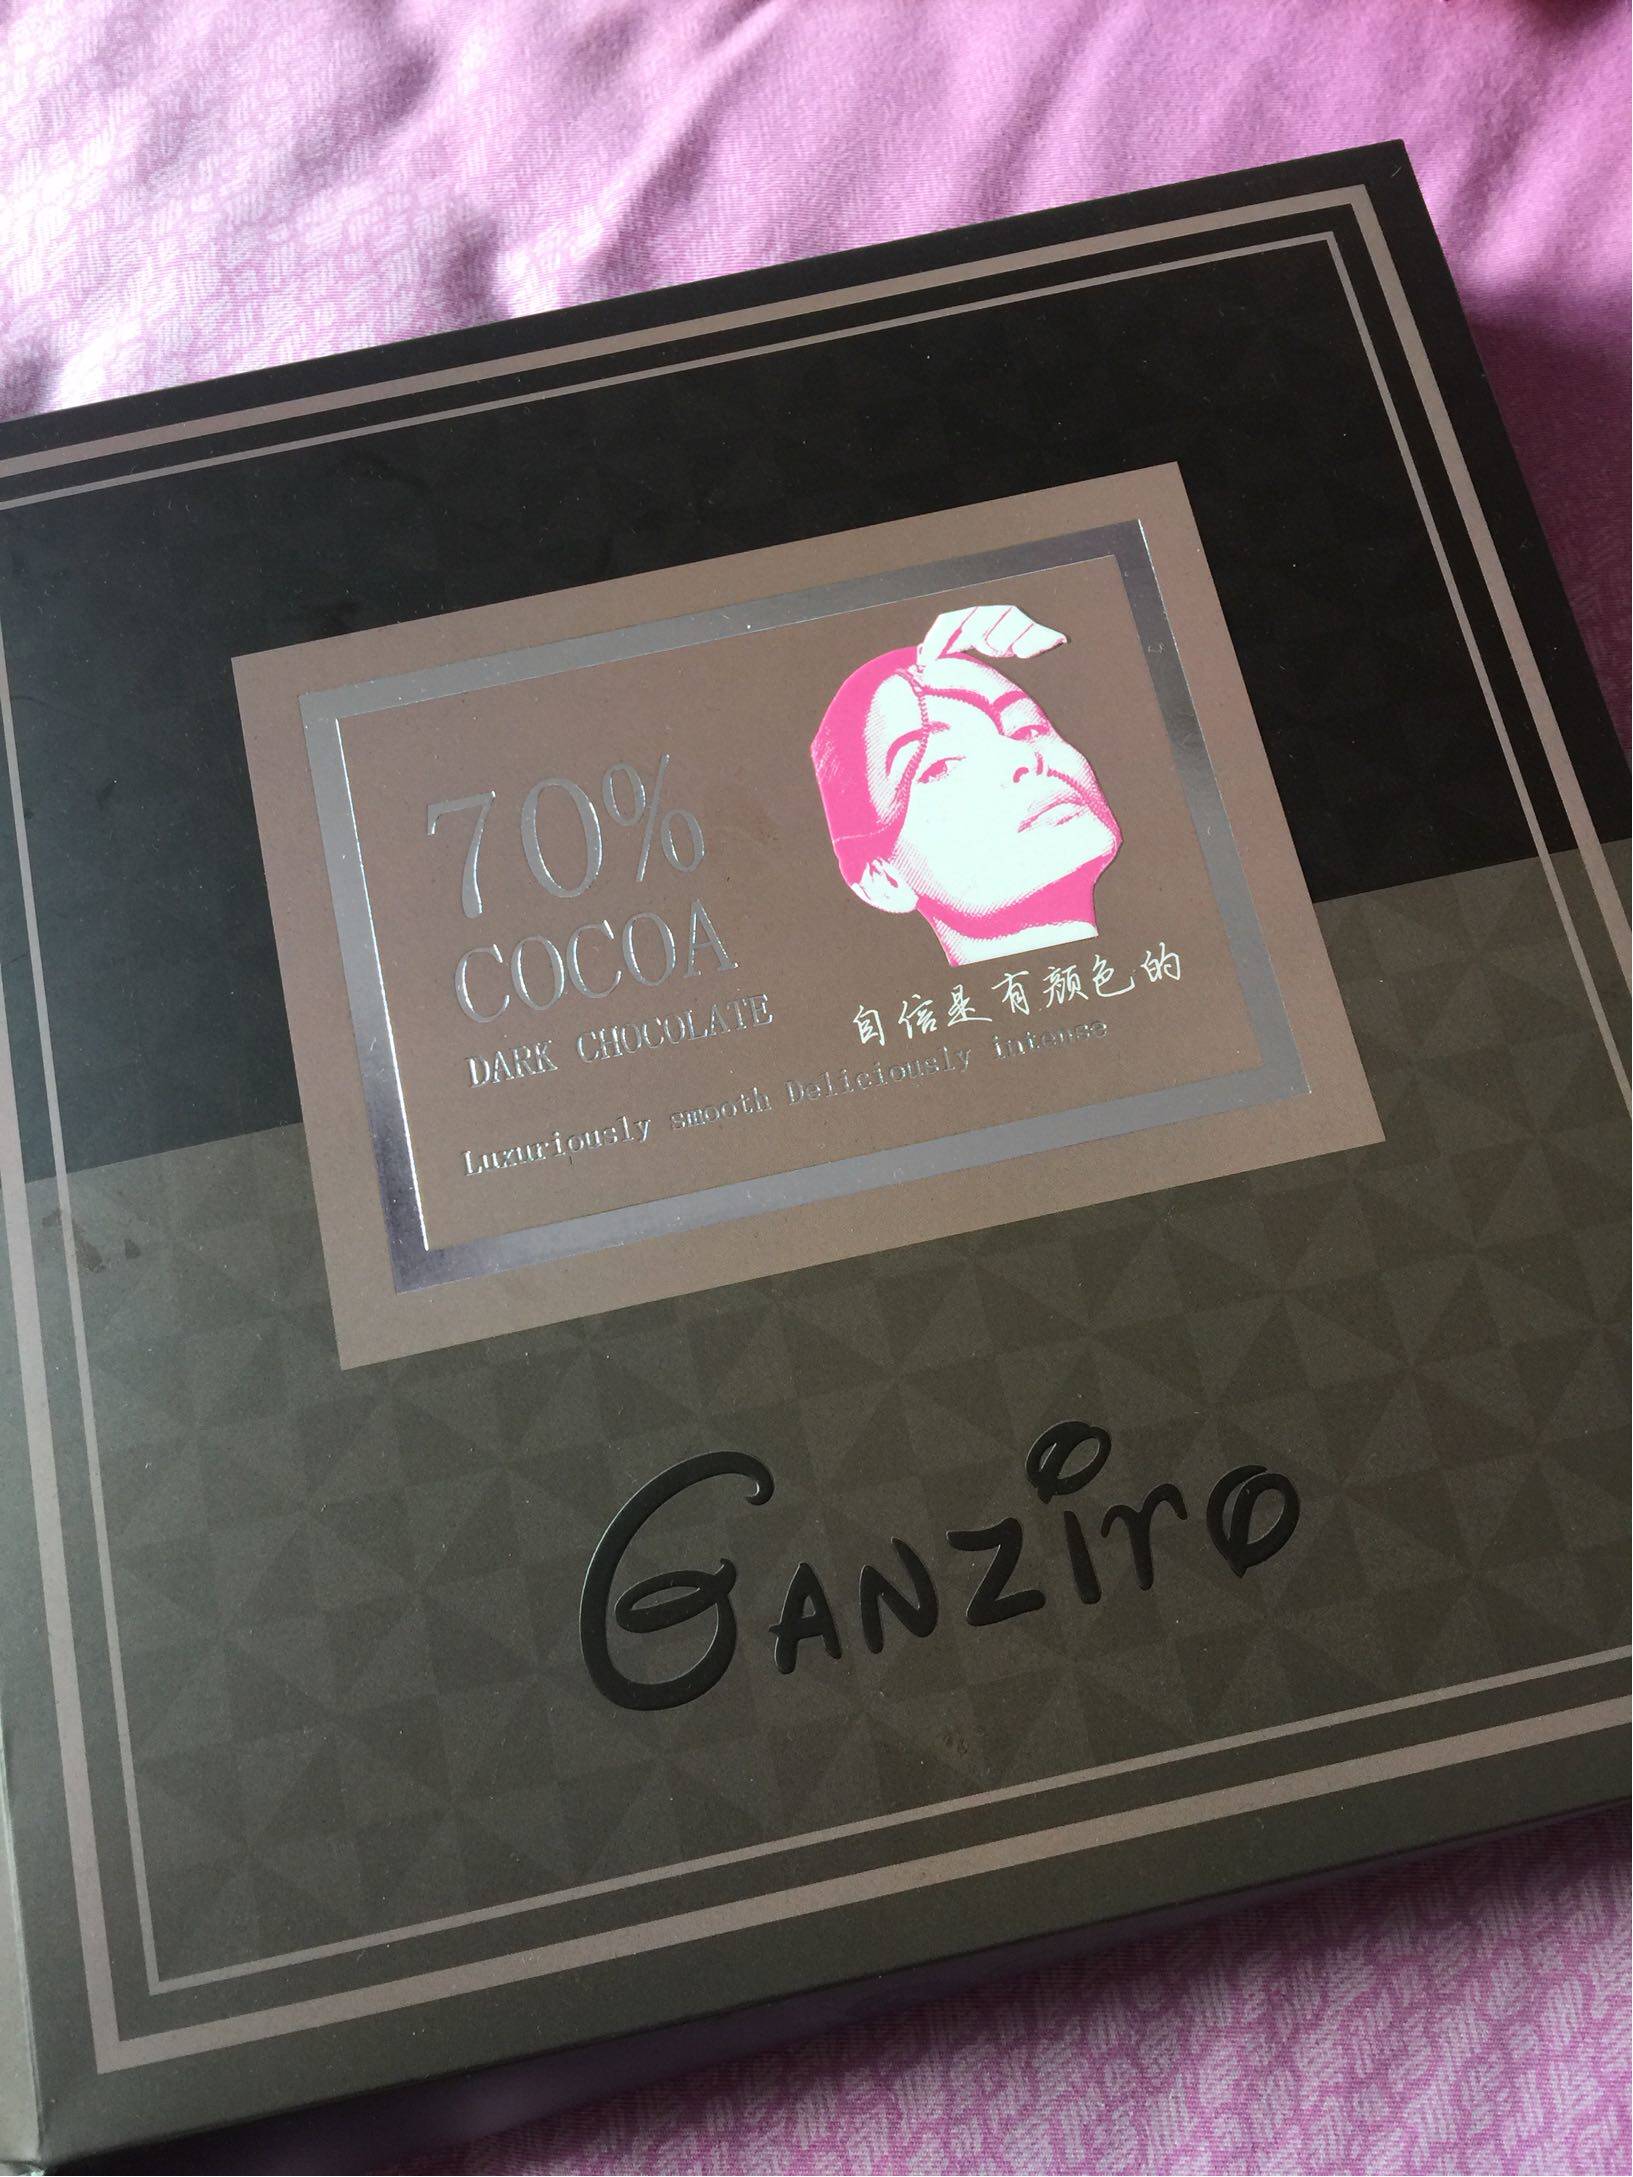 70%
COCOA
DARK CHOCOLATE
自信是有颜色的
Luxuriously smooth Deliciously intense
GANZiro